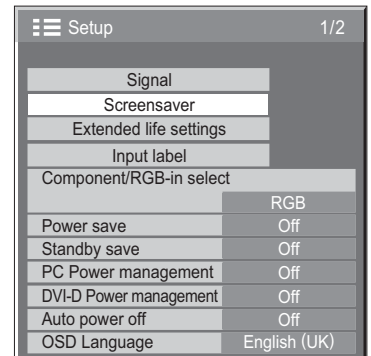 Setup 1/2
Signal
Screensaver
Extended life settings
Input label
Component/RGB-in select
RGB
Power save Off
Standby save Off
PC Power management Off
DVI-D Power management Off
Auto power off Off
OSD Language English (UK)